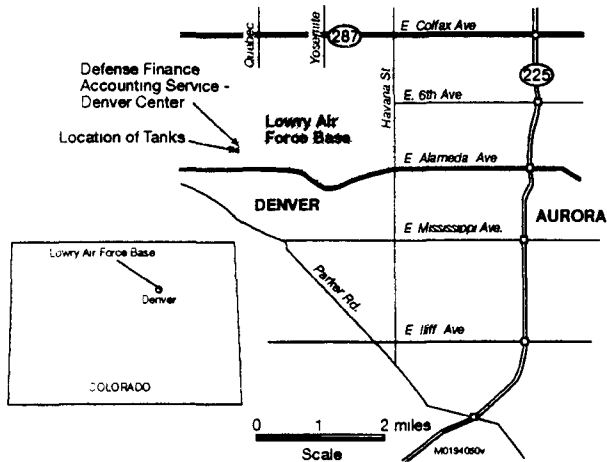 E Colfax Ave
Quebec
Yosemite
287
Havana St
225
Defense Finance
Accounting Service -
Denver Center
E. 6th Ave
Lowry Air
Force Base
Location of Tanks
E Alameda Ave
DENVER
AURORA
E Mississippi Ave.
Lowry Air Force Base
Denver
Parker Rd.
E Iliff Ave
COLORADO
0 1 2 miles
Scale
M0194050v